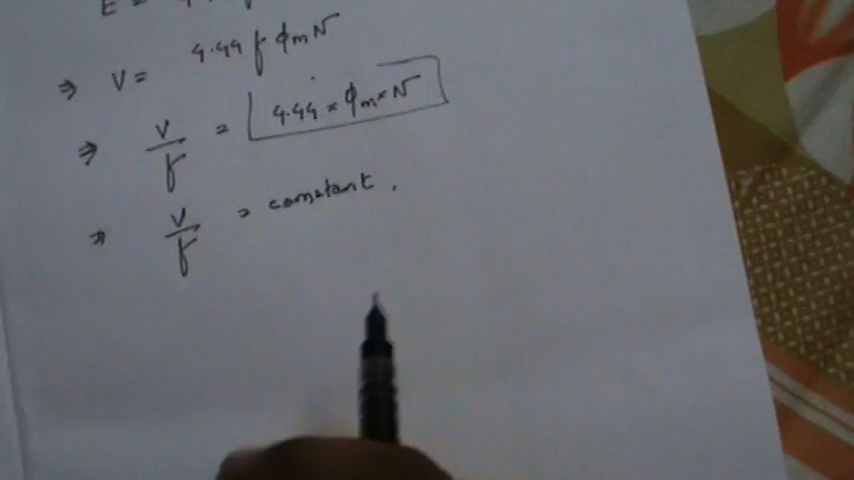 E =
⇒ V = 4.44 f ϕm N
⇒ V/f = 4.44 × ϕm × N
⇒ V/f = constant.